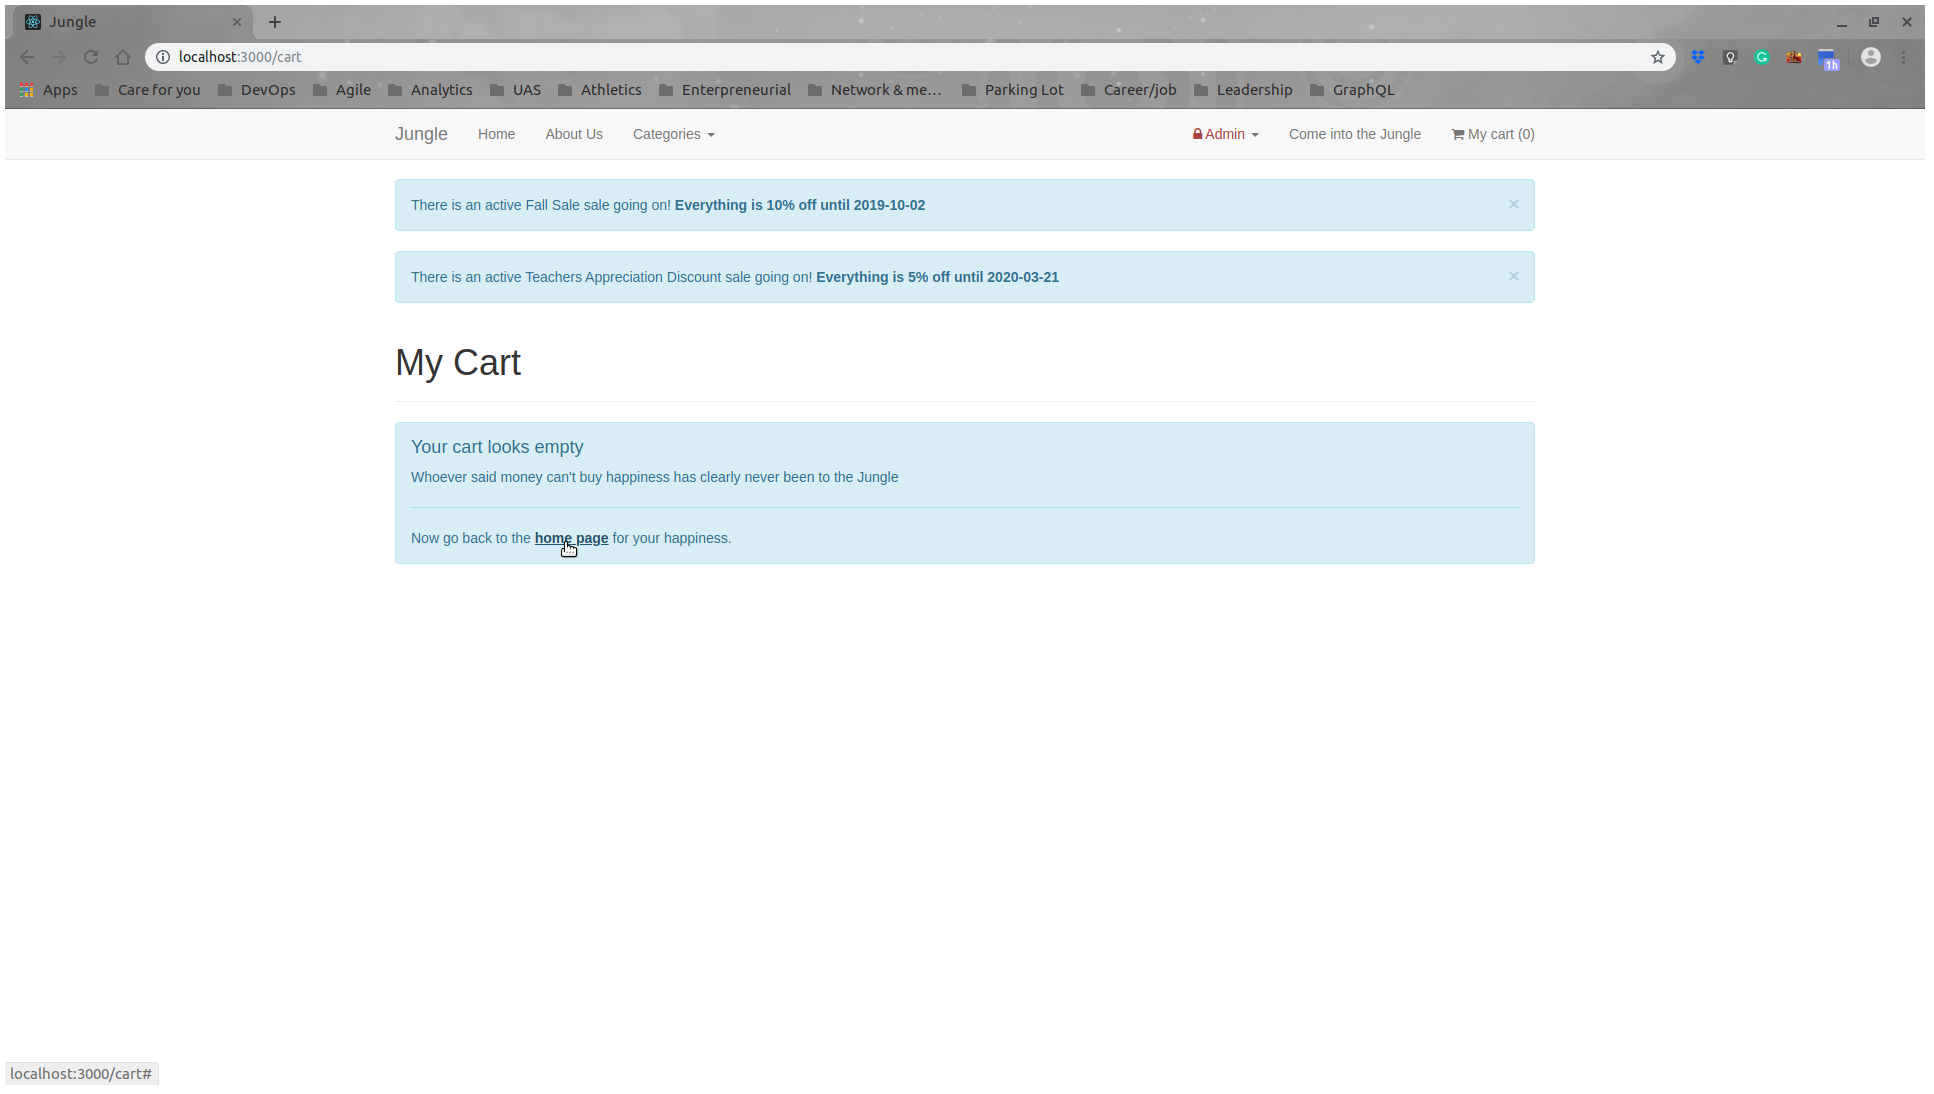 Jungle
localhost:3000/cart
1h
Apps Care for you DevOps Agile Analytics UAS Athletics Enterpreneurial Network & me... Parking Lot Career/job Leadership GraphQL
Jungle Home About Us Categories Admin Come into the Jungle My cart (0)
There is an active Fall Sale sale going on! Everything is 10% off until 2019-10-02 ×
There is an active Teachers Appreciation Discount sale going on! Everything is 5% off until 2020-03-21 ×
My Cart
Your cart looks empty
Whoever said money can't buy happiness has clearly never been to the Jungle
Now go back to the home page for your happiness.
localhost:3000/cart#